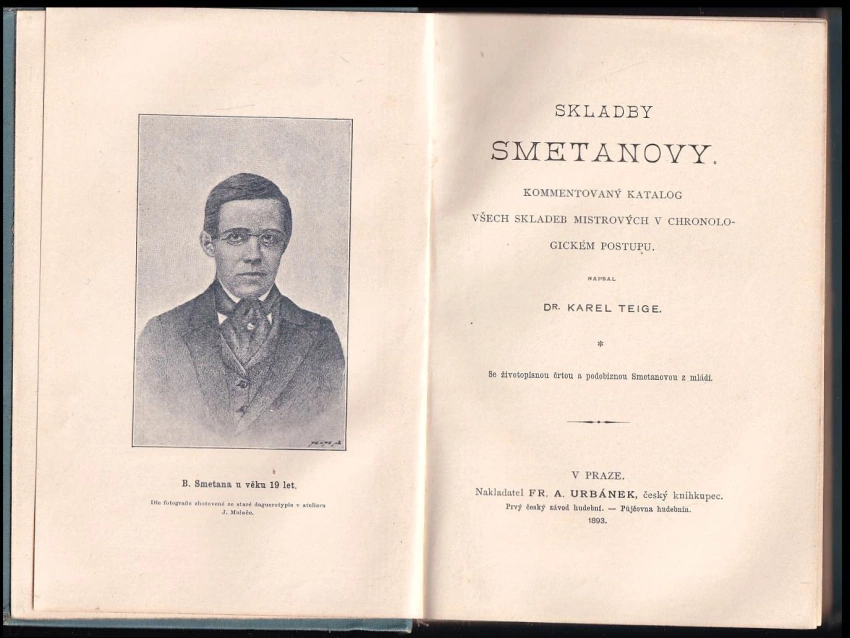 B. Smetana u věku 19 let.
Dle fotografie zhotovené ze staré daguerrotypie v atelieru
J. Mulače.
SKLADBY
SMETANOVY.
KOMMENTOVANÝ KATALOG
VŠECH SKLADEB MISTROVÝCH V CHRONOLO-
GICKÉM POSTUPU.
NAPSAL
DR. KAREL TEIGE.
*
Se životopisnou črtou a podobiznou Smetanovou z mládí.
V PRAZE.
Nakladatel FR. A. URBÁNEK, český knihkupec.
Prvý český závod hudební. — Půjčovna hudebnin.
1893.